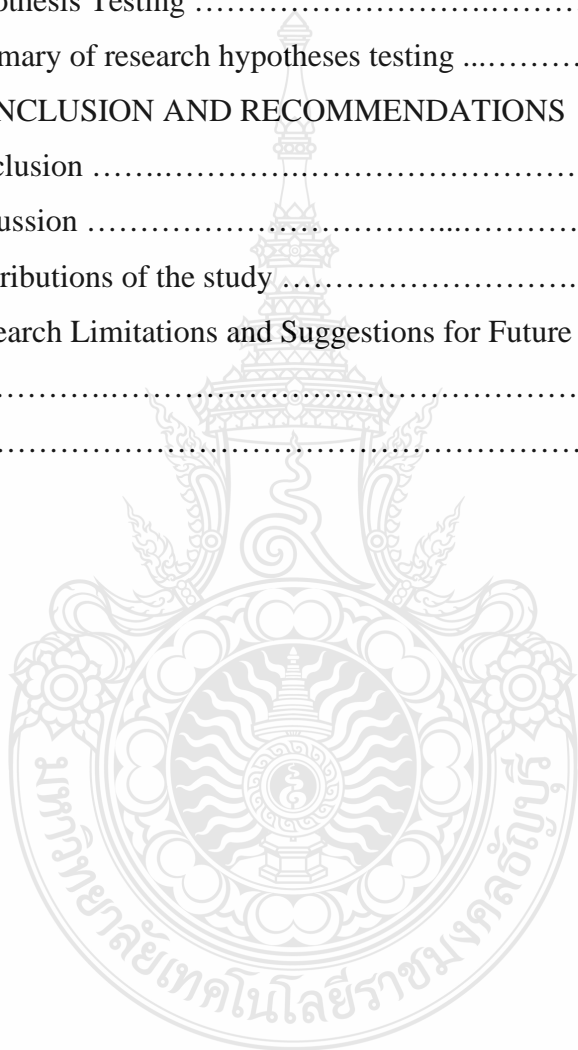 othesis Testing ……………………….………
mary of research hypotheses testing ...………
NCLUSION AND RECOMMENDATIONS
clusion …….…………………………………
ussion ……………………………...…………
tributions of the study ……………………….
earch Limitations and Suggestions for Future
………….……………………………………
…………………………………….…………
มหาวิทยาลัยเทคโนโลยีราชมงคลธัญบุรี